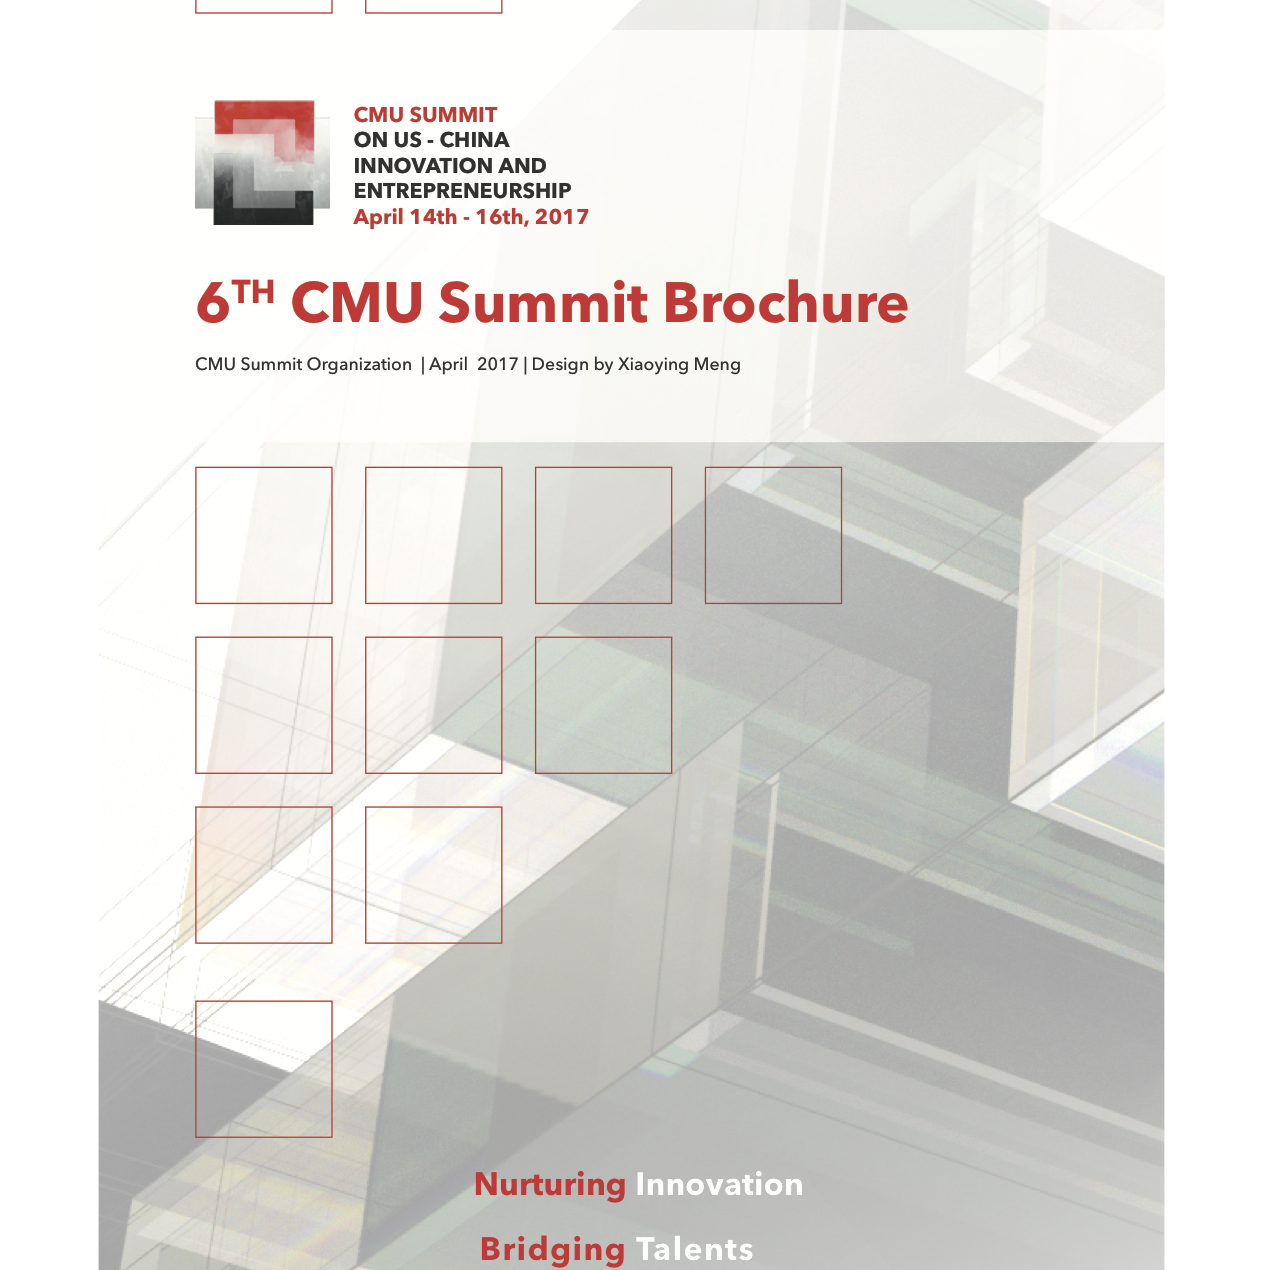 CMU SUMMIT
ON US - CHINA
INNOVATION AND
ENTREPRENEURSHIP
April 14th - 16th, 2017
6TH CMU Summit Brochure
CMU Summit Organization | April 2017 | Design by Xiaoying Meng
Nurturing Innovation
Bridging Talents